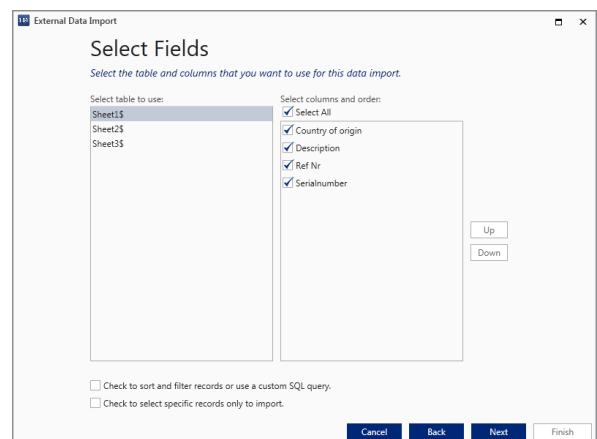 External Data Import
Select Fields
Select the table and columns that you want to use for this data import.
Select table to use:
Sheet1$
Sheet2$
Sheet3$
Select columns and order:
Select All
Country of origin
Description
Ref Nr
Serialnumber
Up
Down
Check to sort and filter records or use a custom SQL query.
Check to select specific records only to import.
Cancel Back Next Finish